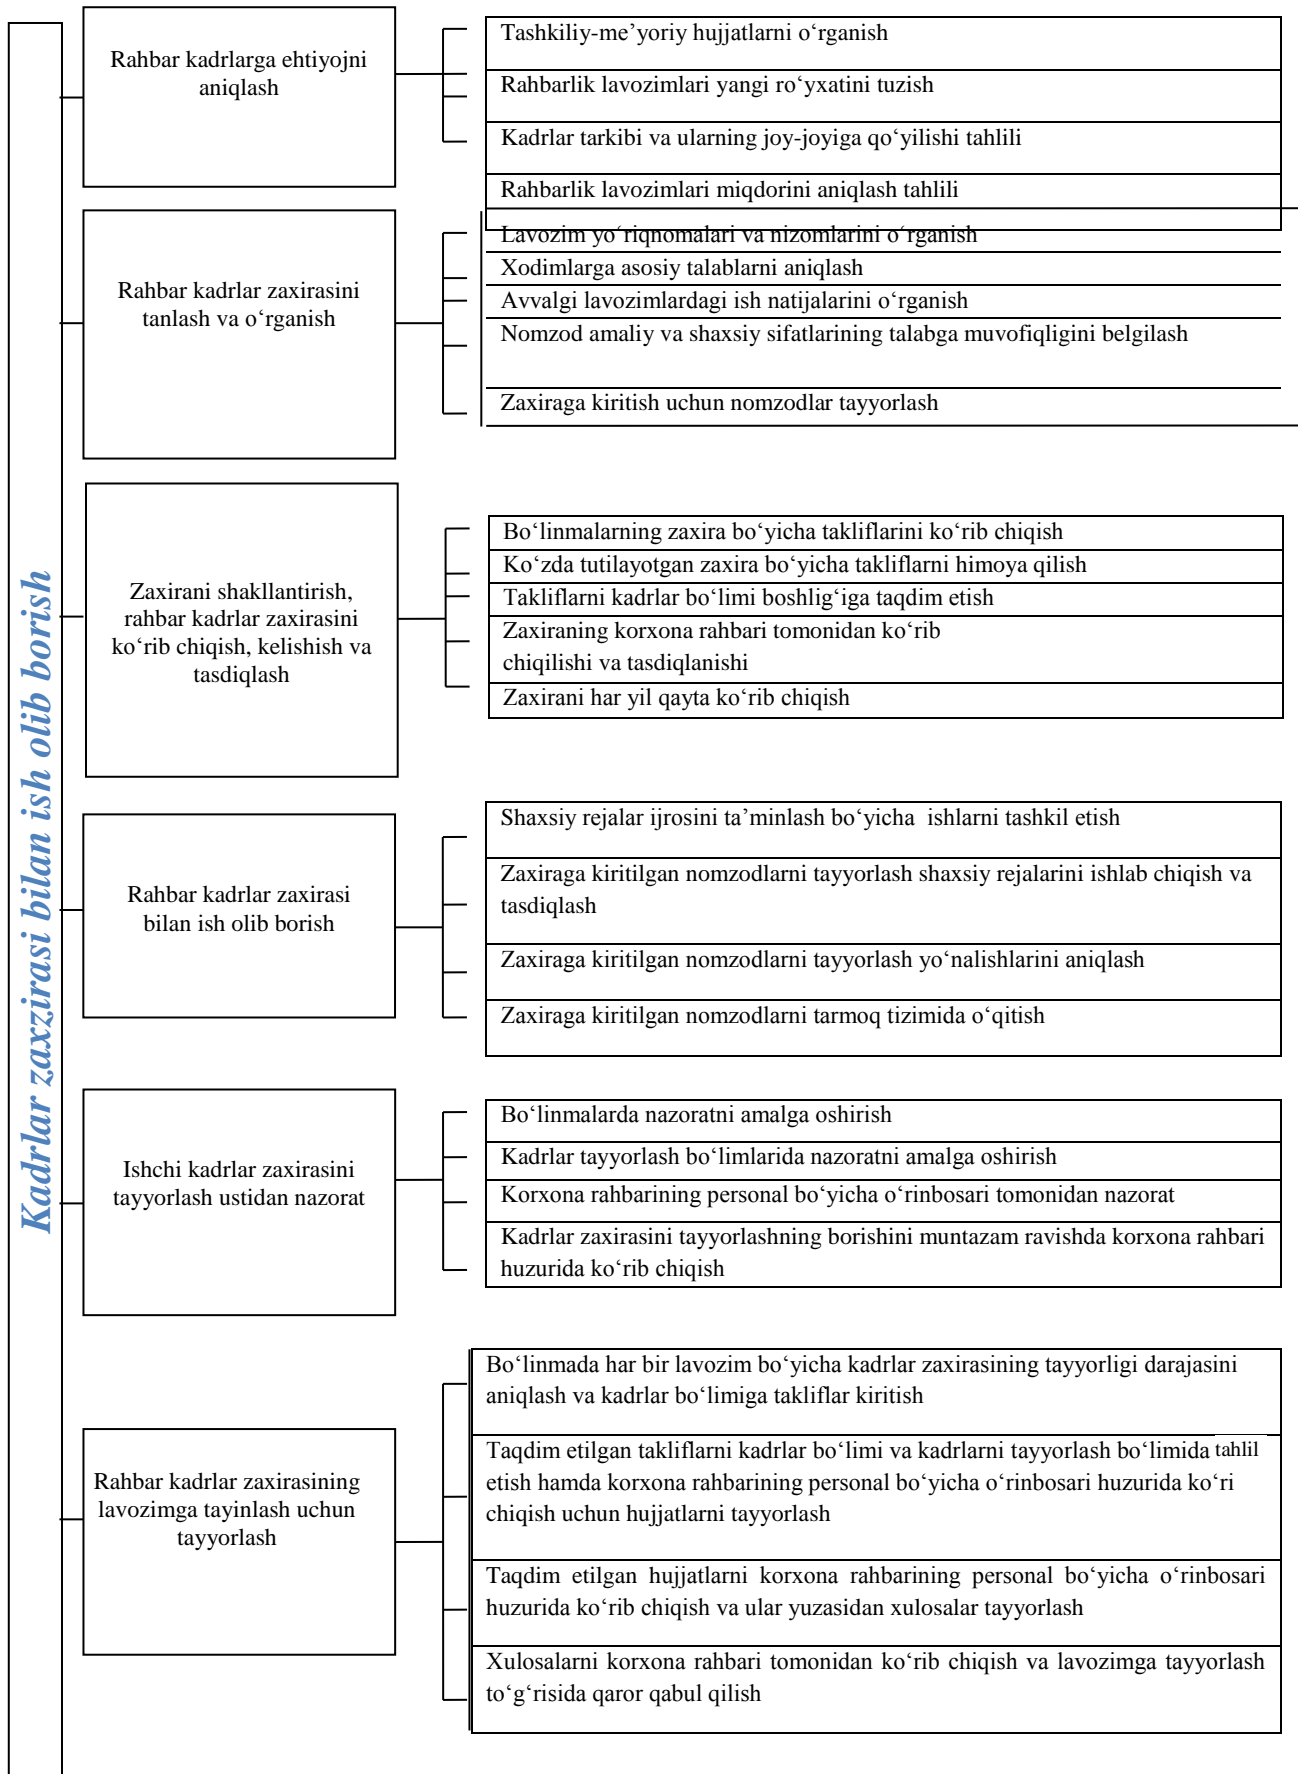 Kadrlar zaxzirasi bilan ish olib borish
Rahbar kadrlarga ehtiyojni
aniqlash
Tashkiliy-me’yoriy hujjatlarni o‘rganish
Rahbarlik lavozimlari yangi ro‘yxatini tuzish
Kadrlar tarkibi va ularning joy-joyiga qo‘yilishi tahlili
Rahbarlik lavozimlari miqdorini aniqlash tahlili
Rahbar kadrlar zaxirasini
tanlash va o‘rganish
Lavozim yo‘riqnomalari va nizomlarini o‘rganish
Xodimlarga asosiy talablarni aniqlash
Avvalgi lavozimlardagi ish natijalarini o‘rganish
Nomzod amaliy va shaxsiy sifatlarining talabga muvofiqligini belgilash
Zaxiraga kiritish uchun nomzodlar tayyorlash
Zaxirani shakllantirish,
rahbar kadrlar zaxirasini
ko‘rib chiqish, kelishish va
tasdiqlash
Bo‘linmalarning zaxira bo‘yicha takliflarini ko‘rib chiqish
Ko‘zda tutilayotgan zaxira bo‘yicha takliflarni himoya qilish
Takliflarni kadrlar bo‘limi boshlig‘iga taqdim etish
Zaxiraning korxona rahbari tomonidan ko‘rib
chiqilishi va tasdiqlanishi
Zaxirani har yil qayta ko‘rib chiqish
Rahbar kadrlar zaxirasi
bilan ish olib borish
Shaxsiy rejalar ijrosini ta’minlash bo‘yicha ishlarni tashkil etish
Zaxiraga kiritilgan nomzodlarni tayyorlash shaxsiy rejalarini ishlab chiqish va
tasdiqlash
Zaxiraga kiritilgan nomzodlarni tayyorlash yo‘nalishlarini aniqlash
Zaxiraga kiritilgan nomzodlarni tarmoq tizimida o‘qitish
Ishchi kadrlar zaxirasini
tayyorlash ustidan nazorat
Bo‘linmalarda nazoratni amalga oshirish
Kadrlar tayyorlash bo‘limlarida nazoratni amalga oshirish
Korxona rahbarining personal bo‘yicha o‘rinbosari tomonidan nazorat
Kadrlar zaxirasini tayyorlashning borishini muntazam ravishda korxona rahbari
huzurida ko‘rib chiqish
Rahbar kadrlar zaxirasining
lavozimga tayinlash uchun
tayyorlash
Bo‘linmada har bir lavozim bo‘yicha kadrlar zaxirasining tayyorligi darajasini
aniqlash va kadrlar bo‘limiga takliflar kiritish
Taqdim etilgan takliflarni kadrlar bo‘limi va kadrlarni tayyorlash bo‘limida tahlil
etish hamda korxona rahbarining personal bo‘yicha o‘rinbosari huzurida ko‘ri
chiqish uchun hujjatlarni tayyorlash
Taqdim etilgan hujjatlarni korxona rahbarining personal bo‘yicha o‘rinbosari
huzurida ko‘rib chiqish va ular yuzasidan xulosalar tayyorlash
Xulosalarni korxona rahbari tomonidan ko‘rib chiqish va lavozimga tayyorlash
to‘g‘risida qaror qabul qilish